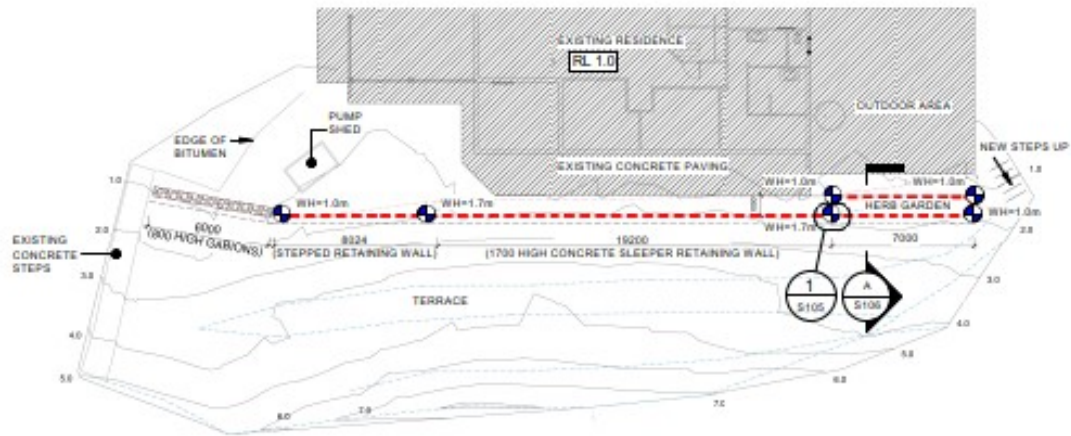 EXISTING RESIDENCE
RL 1.0
OUTDOOR AREA
PUMP
SHED
EDGE OF
BITUMEN
NEW STEPS UP
EXISTING CONCRETE PAVING
1.0
WH=1.0m
WH=1.0m
1.0
WH=1.0m
WH=1.7m
HERB GARDEN
WH=1.0m
WH=1.7m
2.0
2.0
6000
(800 HIGH GABIONS)
8024
19200
7000
EXISTING
CONCRETE
STEPS
(STEPPED RETAINING WALL)
(1700 HIGH CONCRETE SLEEPER RETAINING WALL)
3.0
3.0
1
S105
A
S106
TERRACE
4.0
4.0
5.0
5.0
6.0
6.0
7.0
7.0